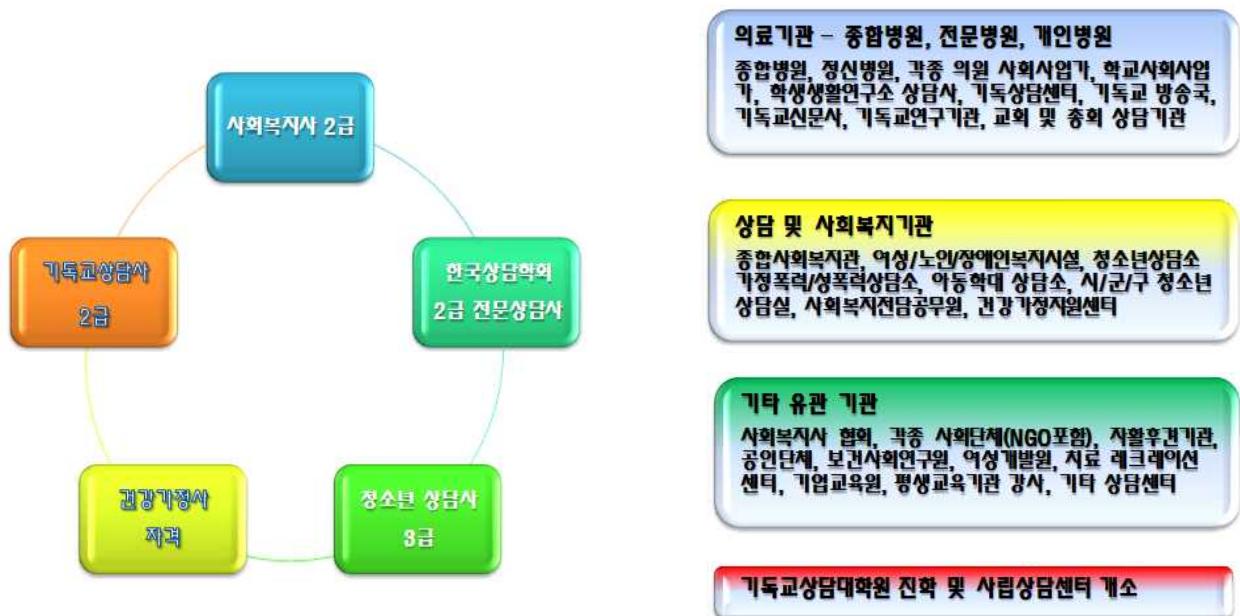 사회복지사 2급
한국상담학회
2급 전문상담사
청소년 상담사
3급
건강가정사
자격
기독교상담사
2급
의료기관 – 종합병원, 전문병원, 개인병원
종합병원, 정신병원, 각종 의원 사회사업가, 학교사회사업
가, 학생생활연구소 상담사, 기독상담센터, 기독교 방송국,
기독교신문사, 기독교연구기관, 교회 및 총회 상담기관
상담 및 사회복지기관
종합사회복지관, 여성/노인/장애인복지시설, 청소년상담소
가정폭력/성폭력상담소, 아동학대 상담소, 시/군/구 청소년
상담실, 사회복지전담공무원, 건강가정지원센터
기타 유관 기관
사회복지사 협회, 각종 사회단체(NGO포함), 자활후견기관,
공인단체, 보건사회연구원, 여성개발원, 치료 레크레이션
센터, 기업교육원, 평생교육기관 강사, 기타 상담센터
기독교상담대학원 진학 및 사립상담센터 개소